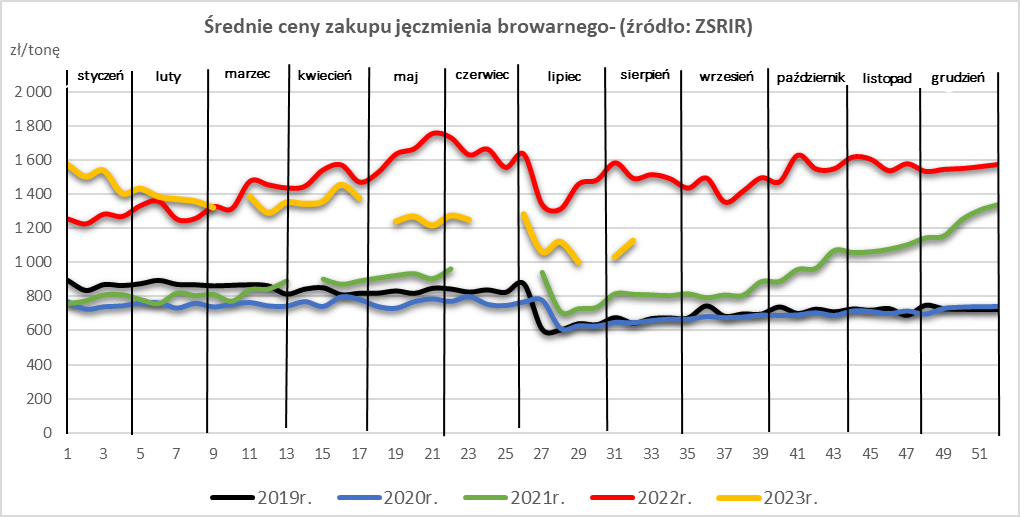 Średnie ceny zakupu jęczmienia browarnego- (źródło: ZSRIR)
zł/tonę
styczeń luty marzec kwiecień maj czerwiec lipiec sierpień wrzesień październik listopad grudzień
2 000
1 800
1 600
1 400
1 200
1 000
800
600
400
200
0
1 3 5 7 9 11 13 15 17 19 21 23 25 27 29 31 33 35 37 39 41 43 45 47 49 51
2019r. 2020r. 2021r. 2022r. 2023r.